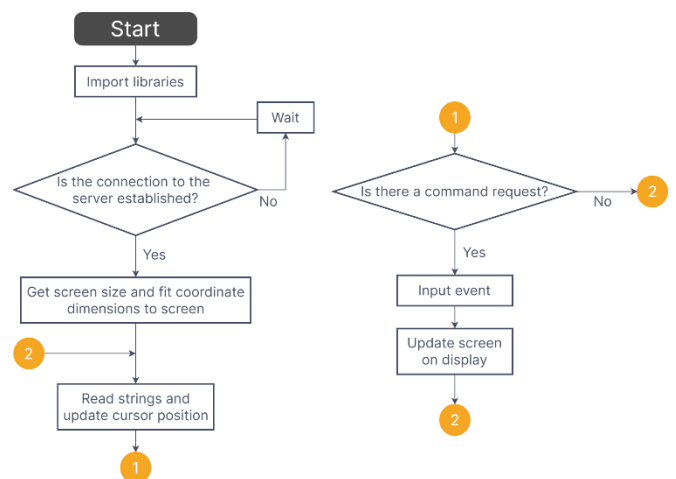 Start
Import libraries
Wait
Is the connection to the
server established?
No
Yes
Get screen size and fit coordinate
dimensions to screen
2
Read strings and
update cursor position
1
1
Is there a command request?
No
2
Yes
Input event
Update screen
on display
2